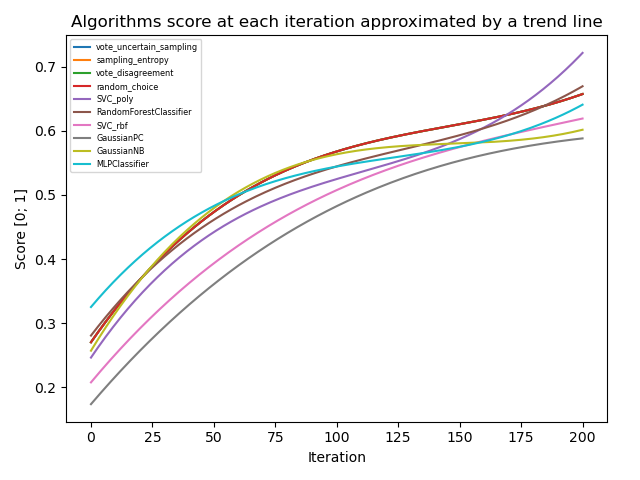 Algorithms score at each iteration approximated by a trend line
vote_uncertain_sampling
sampling_entropy
vote_disagreement
random_choice
SVC_poly
RandomForestClassifier
SVC_rbf
GaussianPC
GaussianNB
MLPClassifier
Score [0; 1]
0.7
0.6
0.5
0.4
0.3
0.2
0 25 50 75 100 125 150 175 200
Iteration